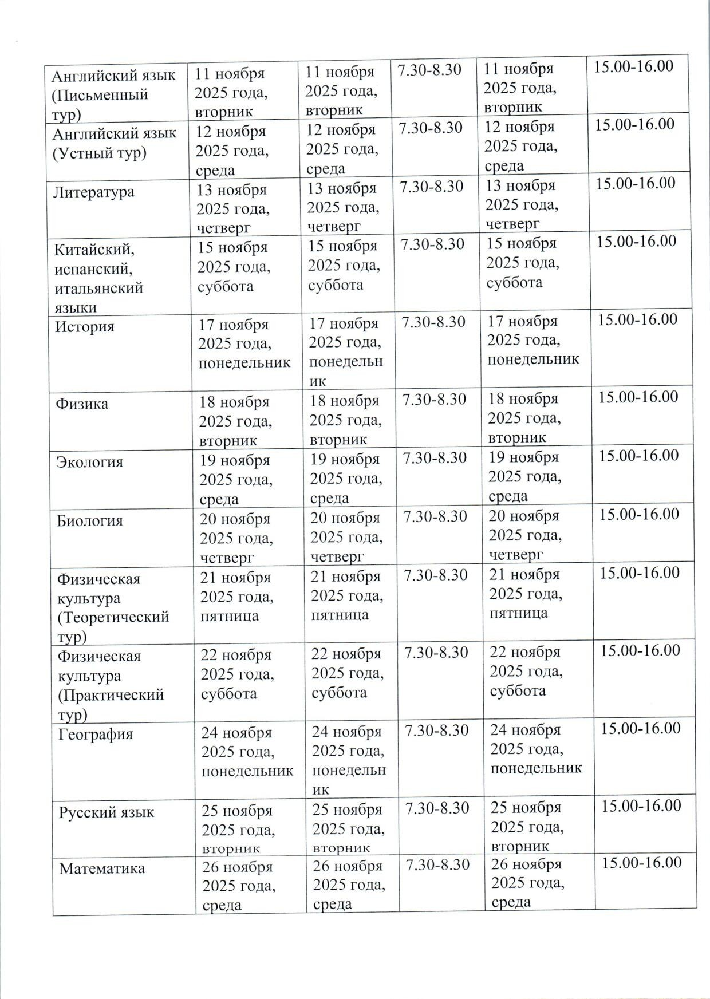 Английский язык
(Письменный
тур)
11 ноября
2025 года,
вторник
11 ноября
2025 года,
вторник
7.30-8.30
11 ноября
2025 года,
вторник
15.00-16.00
Английский язык
(Устный тур)
12 ноября
2025 года,
среда
12 ноября
2025 года,
среда
7.30-8.30
12 ноября
2025 года,
среда
15.00-16.00
Литература
13 ноября
2025 года,
четверг
13 ноября
2025 года,
четверг
7.30-8.30
13 ноября
2025 года,
четверг
15.00-16.00
Китайский,
испанский,
итальянский
языки
15 ноября
2025 года,
суббота
15 ноября
2025 года,
суббота
7.30-8.30
15 ноября
2025 года,
суббота
15.00-16.00
История
17 ноября
2025 года,
понедельник
17 ноября
2025 года,
понедельн
ик
7.30-8.30
17 ноября
2025 года,
понедельник
15.00-16.00
Физика
18 ноября
2025 года,
вторник
18 ноября
2025 года,
вторник
7.30-8.30
18 ноября
2025 года,
вторник
15.00-16.00
Экология
19 ноября
2025 года,
среда
19 ноября
2025 года,
среда
7.30-8.30
19 ноября
2025 года,
среда
15.00-16.00
Биология
20 ноября
2025 года,
четверг
20 ноября
2025 года,
четверг
7.30-8.30
20 ноября
2025 года,
четверг
15.00-16.00
Физическая
культура
(Теоретический
тур)
21 ноября
2025 года,
пятница
21 ноября
2025 года,
пятница
7.30-8.30
21 ноября
2025 года,
пятница
15.00-16.00
Физическая
культура
(Практический
тур)
22 ноября
2025 года,
суббота
22 ноября
2025 года,
суббота
7.30-8.30
22 ноября
2025 года,
суббота
15.00-16.00
География
24 ноября
2025 года,
понедельник
24 ноября
2025 года,
понедельн
ик
7.30-8.30
24 ноября
2025 года,
понедельник
15.00-16.00
Русский язык
25 ноября
2025 года,
вторник
25 ноября
2025 года,
вторник
7.30-8.30
25 ноября
2025 года,
вторник
15.00-16.00
Математика
26 ноября
2025 года,
среда
26 ноября
2025 года,
среда
7.30-8.30
26 ноября
2025 года,
среда
15.00-16.00